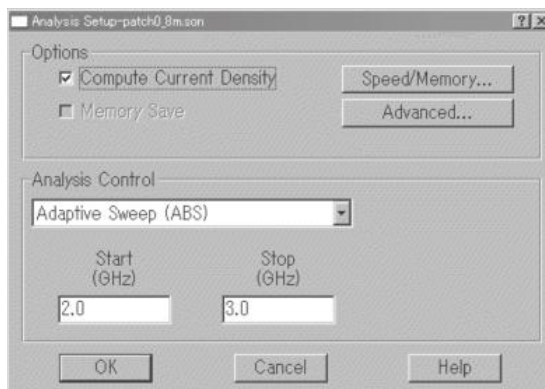 Analysis Setup-patch0_8m.son
Options
Compute Current Density
Speed/Memory...
Memory Save
Advanced...
Analysis Control
Adaptive Sweep (ABS)
Start
(GHz)
Stop
(GHz)
2.0
3.0
OK
Cancel
Help